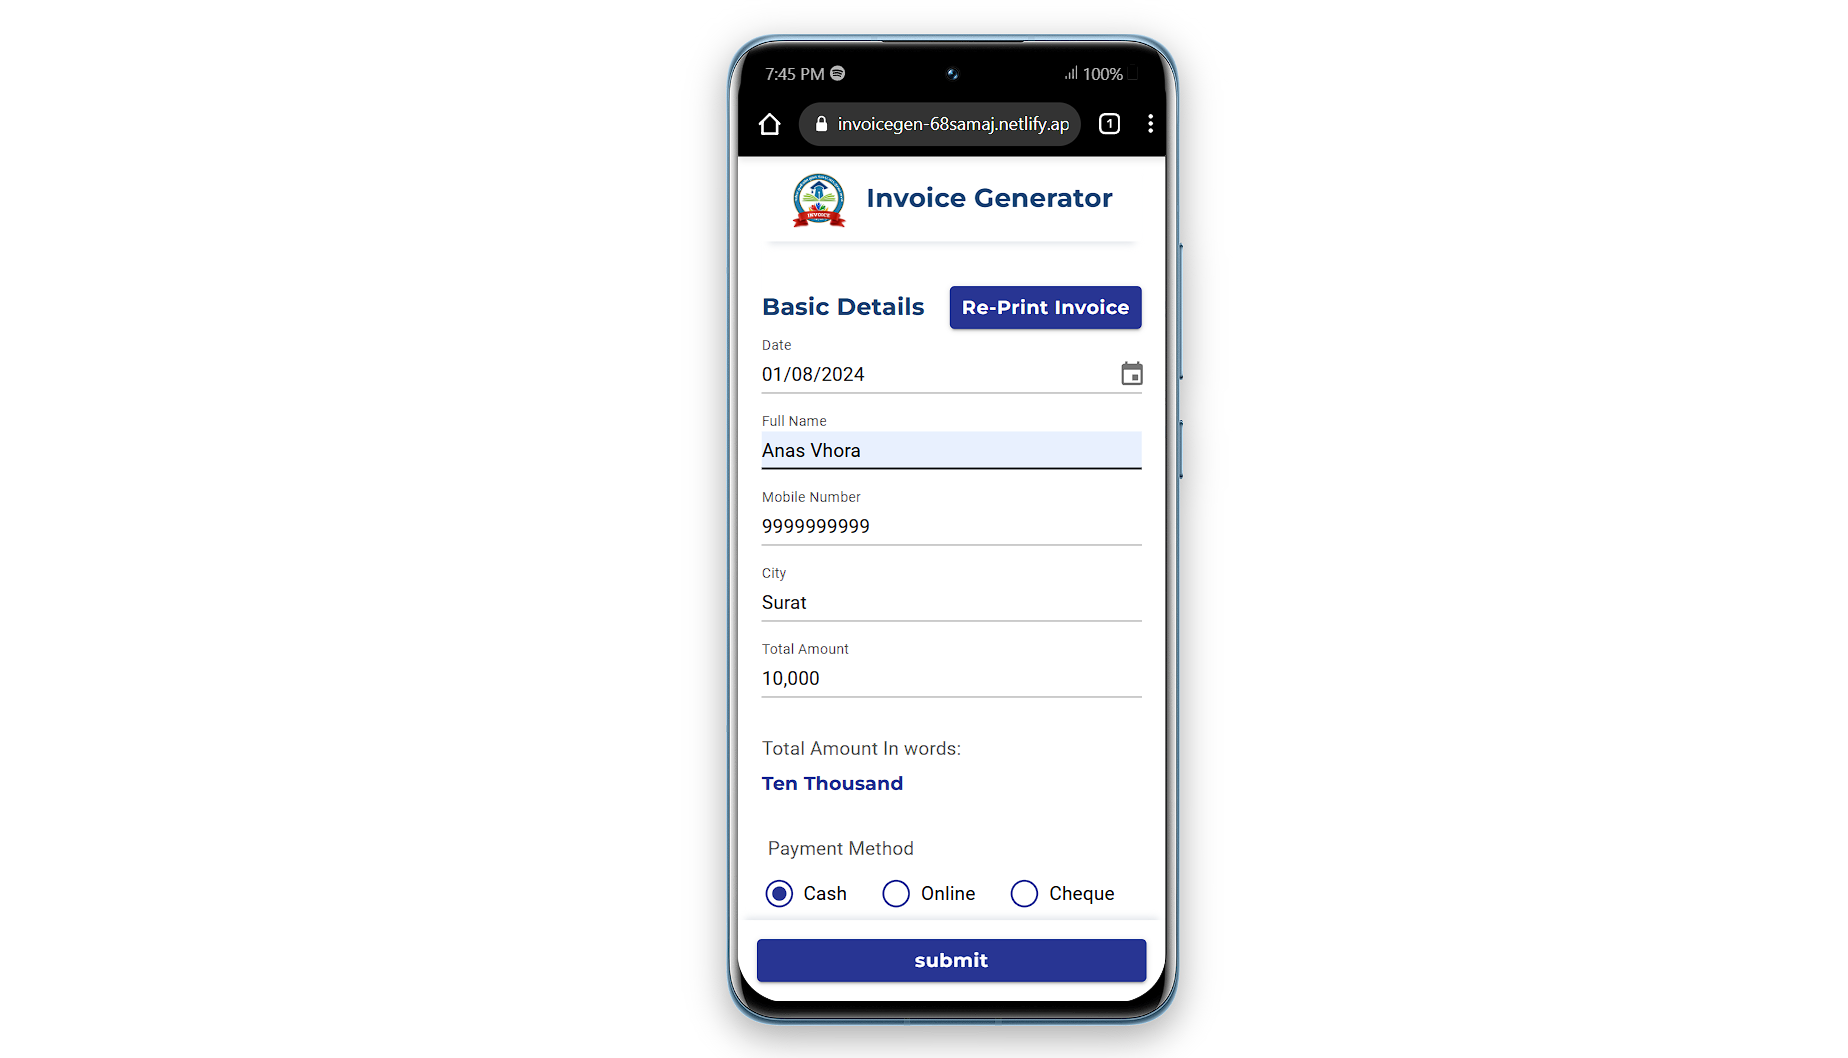 7:45 PM
100%
invoicegen-68samaj.netlify.ap
1
INVOICE
Invoice Generator
Basic Details
Re-Print Invoice
Date
01/08/2024
Full Name
Anas Vhora
Mobile Number
9999999999
City
Surat
Total Amount
10,000
Total Amount In words:
Ten Thousand
Payment Method
Cash Online Cheque
submit